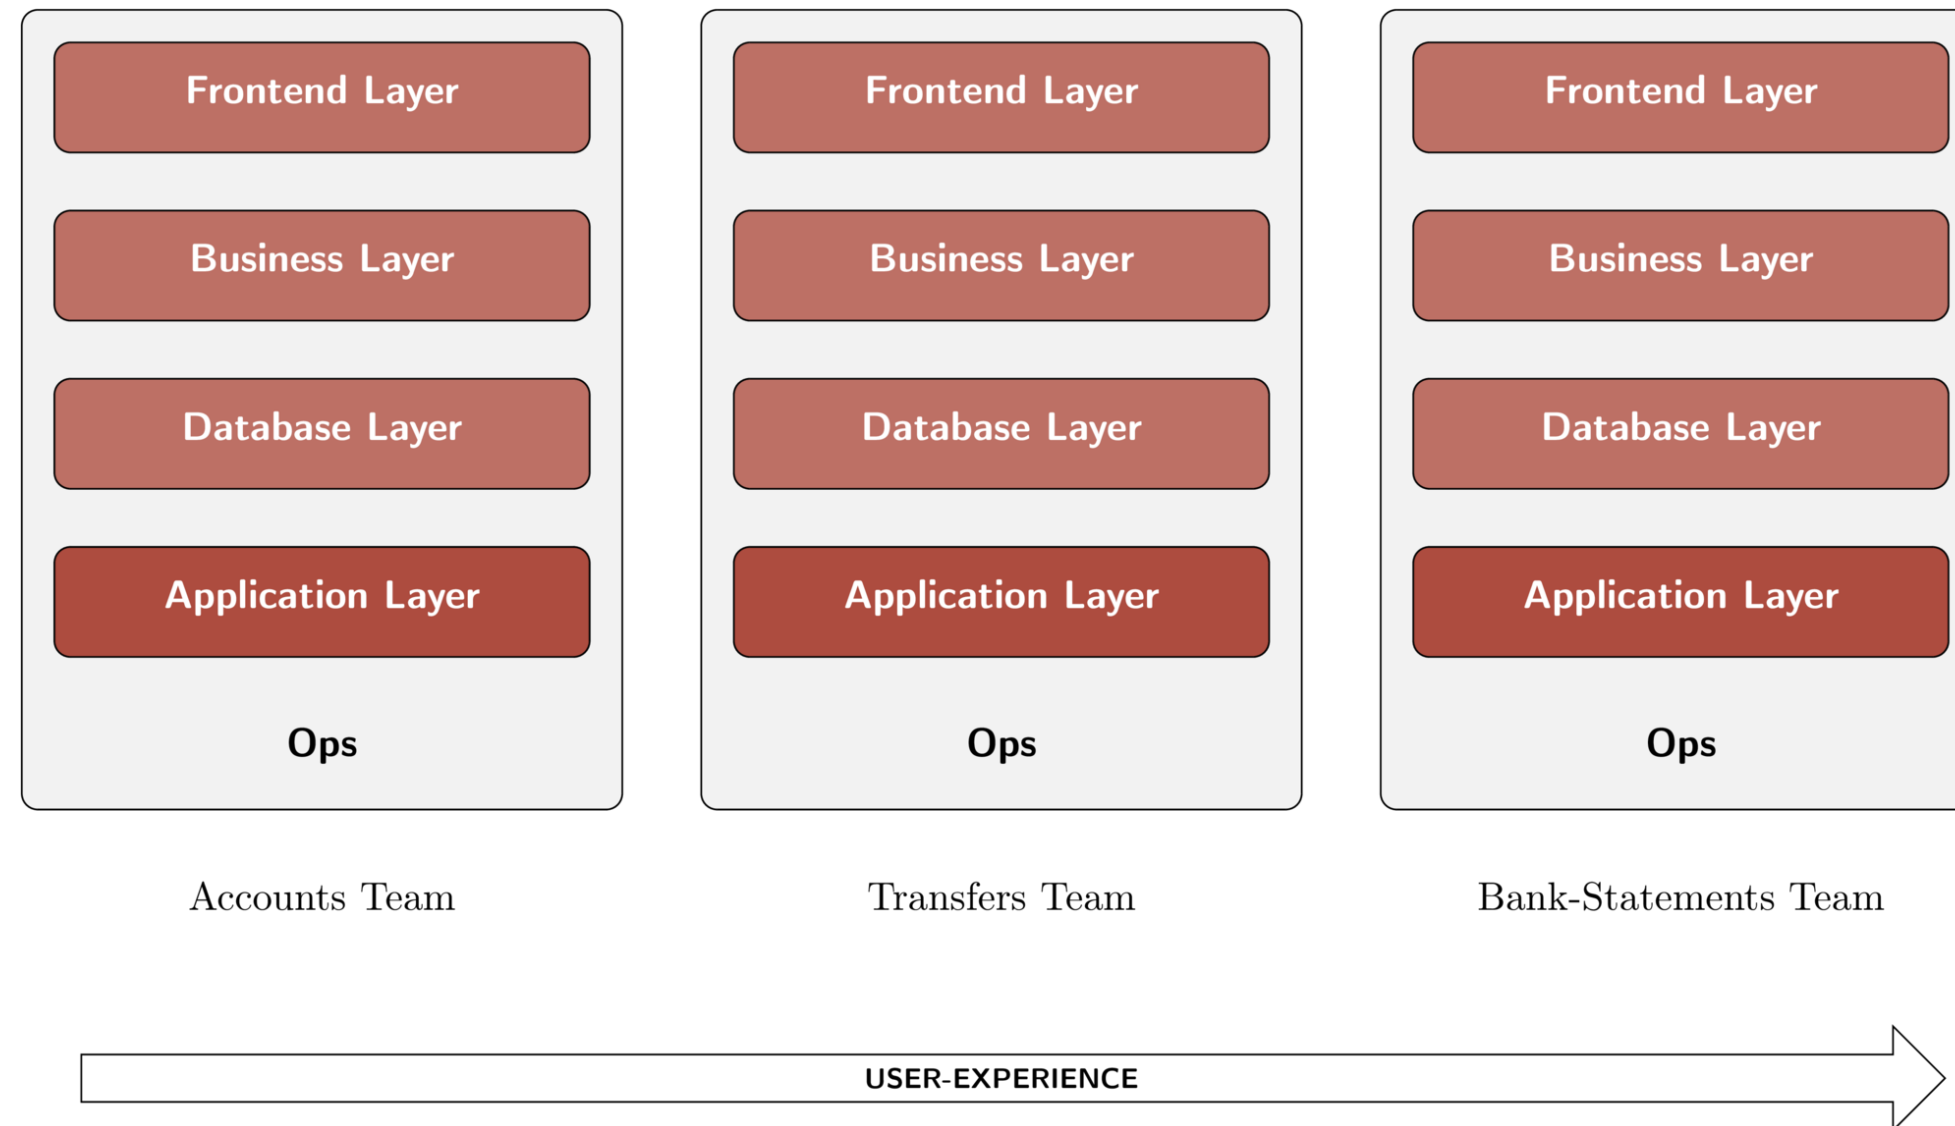 Frontend Layer
Business Layer
Database Layer
Application Layer
Ops
Accounts Team
Frontend Layer
Business Layer
Database Layer
Application Layer
Ops
Transfers Team
Frontend Layer
Business Layer
Database Layer
Application Layer
Ops
Bank-Statements Team
USER-EXPERIENCE